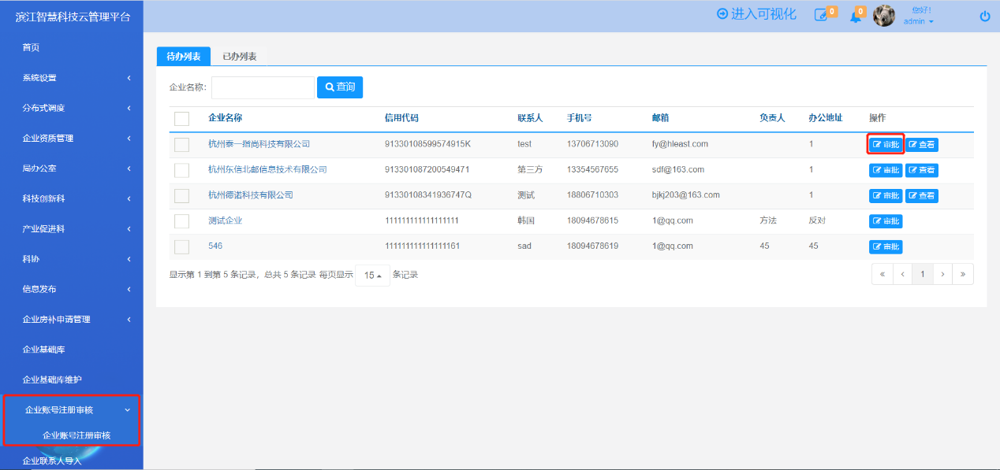 滨江智慧科技云管理平台
进入可视化
0
0
您好!
admin
首页
系统设置
分布式调度
企业资质管理
局办公室
科技创新科
产业促进科
科协
信息发布
企业房补申请管理
企业基础库
企业基础库维护
企业账号注册审核
企业账号注册审核
企业联系人导入
待办列表 已办列表
企业名称: 查询
企业名称 信用代码 联系人 手机号 邮箱 负责人 办公地址 操作
杭州泰一指尚科技有限公司 91330108599574915K test 13706713090 fy@hleast.com 1 审批 查看
杭州东信北邮信息技术有限公司 913301087200549471 第三方 13354567655 sdf@163.com 1 审批 查看
杭州德诺科技有限公司 91330108341936747Q 测试 18806710303 bjkj203@163.com 1 审批 查看
测试企业 111111111111111111 韩国 18094678615 1@qq.com 方法 反对 审批
546 111111111111111161 sad 18094678619 1@qq.com 45 45 审批
显示第 1 到第 5 条记录，总共 5 条记录 每页显示 15 条记录
« ‹ 1 › »